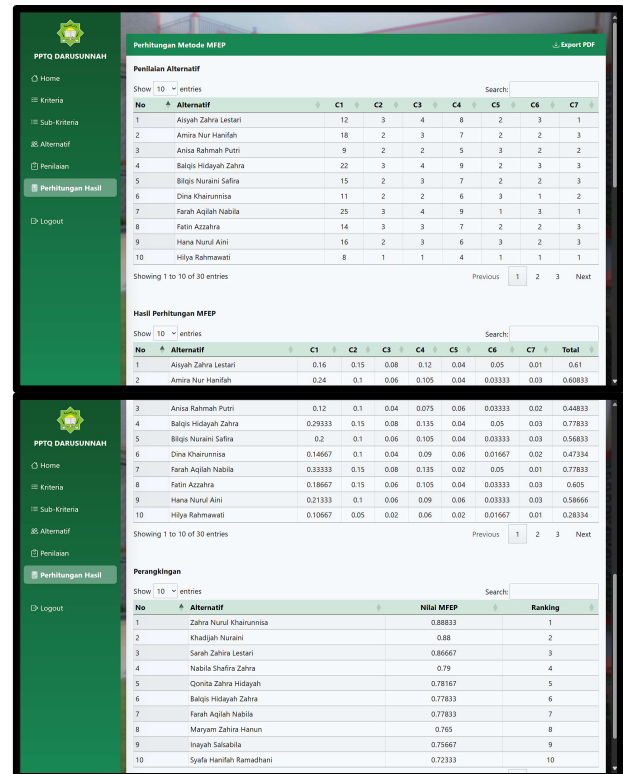 PPTQ DARUSUNNAH
Home
Kriteria
Sub-Kriteria
Alternatif
Penilaian
Perhitungan Hasil
Logout
Perhitungan Metode MFEP Export PDF
Penilaian Alternatif
Show 10 entries Search:
No Alternatif C1 C2 C3 C4 C5 C6 C7
1 Aisyah Zahra Lestari 12 3 4 8 2 3 1
2 Amira Nur Hanifah 18 2 3 7 2 2 3
3 Anisa Rahmah Putri 9 2 2 5 3 2 2
4 Balqis Hidayah Zahra 22 3 4 9 2 3 3
5 Bilqis Nuraini Safira 15 2 3 7 2 2 3
6 Dina Khairunnisa 11 2 2 6 3 1 2
7 Farah Aqilah Nabila 25 3 4 9 1 3 1
8 Fatin Azzahra 14 3 3 7 2 2 3
9 Hana Nurul Aini 16 2 3 6 3 2 3
10 Hilya Rahmawati 8 1 1 4 1 1 1
Showing 1 to 10 of 30 entries Previous 1 2 3 Next
Hasil Perhitungan MFEP
Show 10 entries Search:
No Alternatif C1 C2 C3 C4 C5 C6 C7 Total
1 Aisyah Zahra Lestari 0.16 0.15 0.08 0.12 0.04 0.05 0.01 0.61
2 Amira Nur Hanifah 0.24 0.1 0.06 0.105 0.04 0.03333 0.03 0.60833
PPTQ DARUSUNNAH
Home
Kriteria
Sub-Kriteria
Alternatif
Penilaian
Perhitungan Hasil
Logout
3 Anisa Rahmah Putri 0.12 0.1 0.04 0.075 0.06 0.03333 0.02 0.44833
4 Balqis Hidayah Zahra 0.29333 0.15 0.08 0.135 0.04 0.05 0.03 0.77833
5 Bilqis Nuraini Safira 0.2 0.1 0.06 0.105 0.04 0.03333 0.03 0.56833
6 Dina Khairunnisa 0.14667 0.1 0.04 0.09 0.06 0.01667 0.02 0.47334
7 Farah Aqilah Nabila 0.33333 0.15 0.08 0.135 0.02 0.05 0.01 0.77833
8 Fatin Azzahra 0.18667 0.15 0.06 0.105 0.04 0.03333 0.03 0.605
9 Hana Nurul Aini 0.21333 0.1 0.06 0.09 0.06 0.03333 0.03 0.58666
10 Hilya Rahmawati 0.10667 0.05 0.02 0.06 0.02 0.01667 0.01 0.28334
Showing 1 to 10 of 30 entries Previous 1 2 3 Next
Perangkingan
Show 10 entries Search:
No Alternatif Nilai MFEP Ranking
1 Zahra Nurul Khairunnisa 0.88833 1
2 Khadijah Nuraini 0.88 2
3 Sarah Zahira Lestari 0.86667 3
4 Nabila Shafira Zahra 0.79 4
5 Qonita Zahra Hidayah 0.78167 5
6 Balqis Hidayah Zahra 0.77833 6
7 Farah Aqilah Nabila 0.77833 7
8 Maryam Zahira Hanun 0.765 8
9 Inayah Salsabila 0.75667 9
10 Syafa Hanifah Ramadhani 0.72333 10